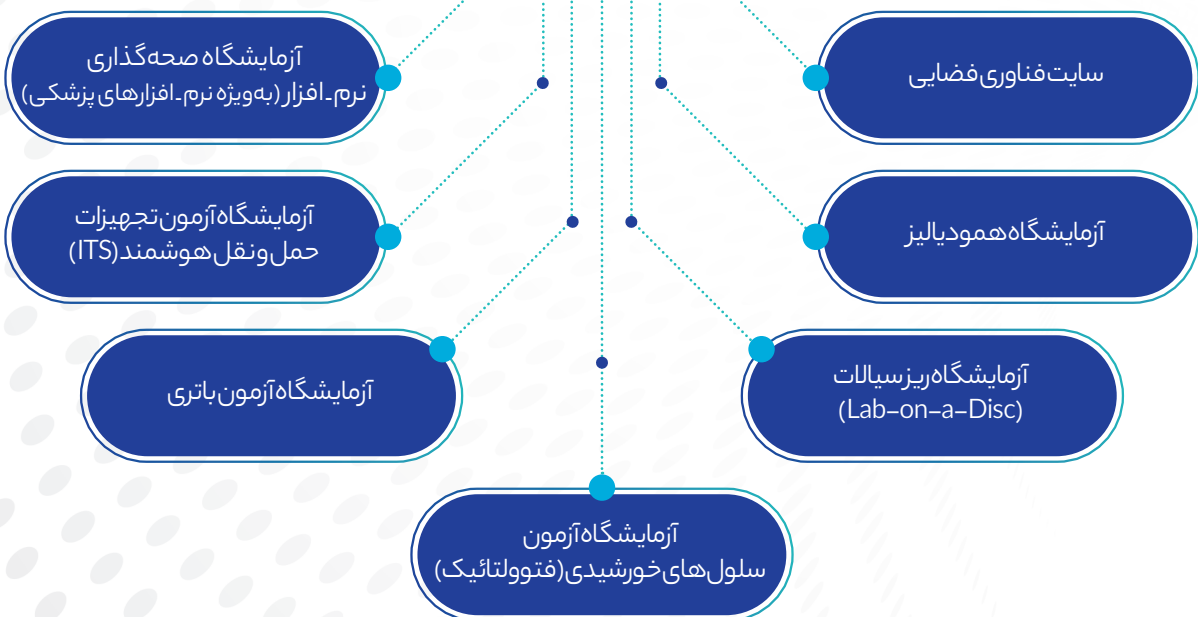 سایت فناوری فضایی
آزمایشگاه صحه‌گذاری
نرم‌-افزار (به‌ویژه نرم‌-افزارهای پزشکی)
آزمایشگاه همودیالیز
آزمایشگاه آزمون تجهیزات
حمل و نقل هوشمند (ITS)
آزمایشگاه ریزسیالات
(Lab-on-a-Disc)
آزمایشگاه آزمون باتری
آزمایشگاه آزمون
سلول‌های خورشیدی (فتوولتائیک)